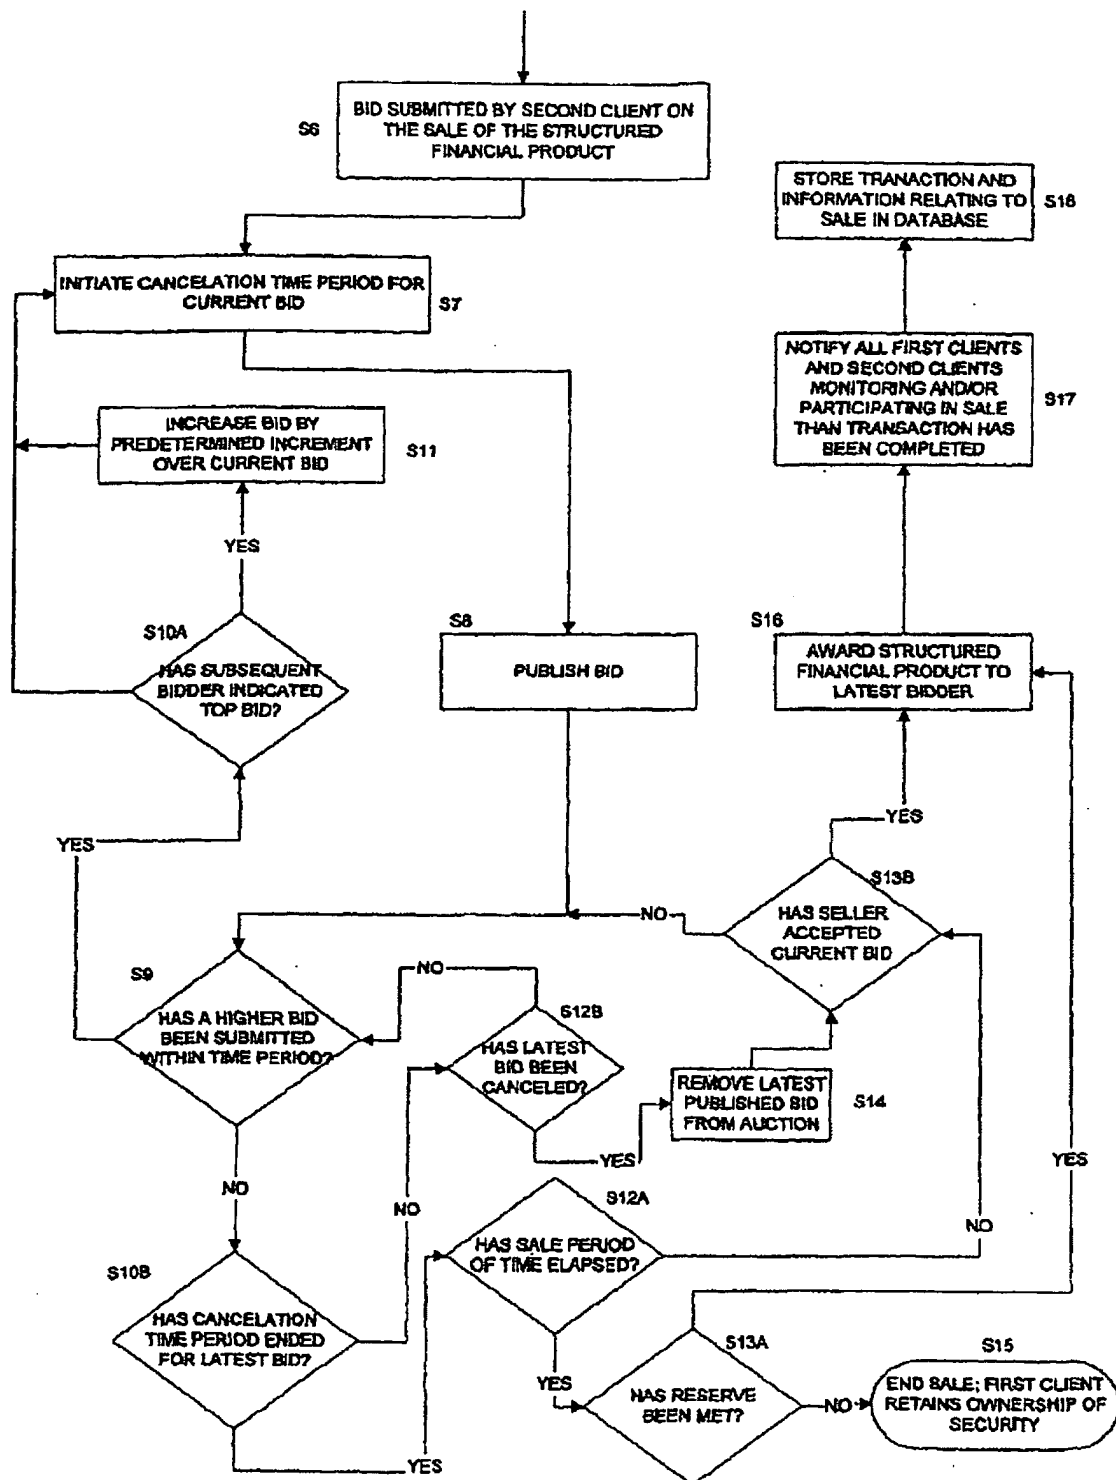 S6
BID SUBMITTED BY SECOND CLIENT ON
THE SALE OF THE STRUCTURED
FINANCIAL PRODUCT
INITIATE CANCELATION TIME PERIOD FOR
CURRENT BID
S7
INCREASE BID BY
PREDETERMINED INCREMENT
OVER CURRENT BID
S11
YES
S10A
HAS SUBSEQUENT
BIDDER INDICATED
TOP BID?
YES
S8
PUBLISH BID
S9
HAS A HIGHER BID
BEEN SUBMITTED
WITHIN TIME PERIOD?
NO
S10B
HAS CANCELATION
TIME PERIOD ENDED
FOR LATEST BID?
NO
YES
NO
S12B
HAS LATEST
BID BEEN
CANCELED?
YES
REMOVE LATEST
PUBLISHED BID
FROM AUCTION
S14
S12A
HAS SALE PERIOD
OF TIME ELAPSED?
NO
YES
S13A
HAS RESERVE
BEEN MET?
YES
NO
S15
END SALE; FIRST CLIENT
RETAINS OWNERSHIP OF
SECURITY
S13B
HAS SELLER
ACCEPTED
CURRENT BID
NO
YES
S16
AWARD STRUCTURED
FINANCIAL PRODUCT TO
LATEST BIDDER
NOTIFY ALL FIRST CLIENTS
AND SECOND CLIENTS
MONITORING AND/OR
PARTICIPATING IN SALE
THAN TRANSACTION HAS
BEEN COMPLETED
S17
STORE TRANACTION AND
INFORMATION RELATING TO
SALE IN DATABASE
S18